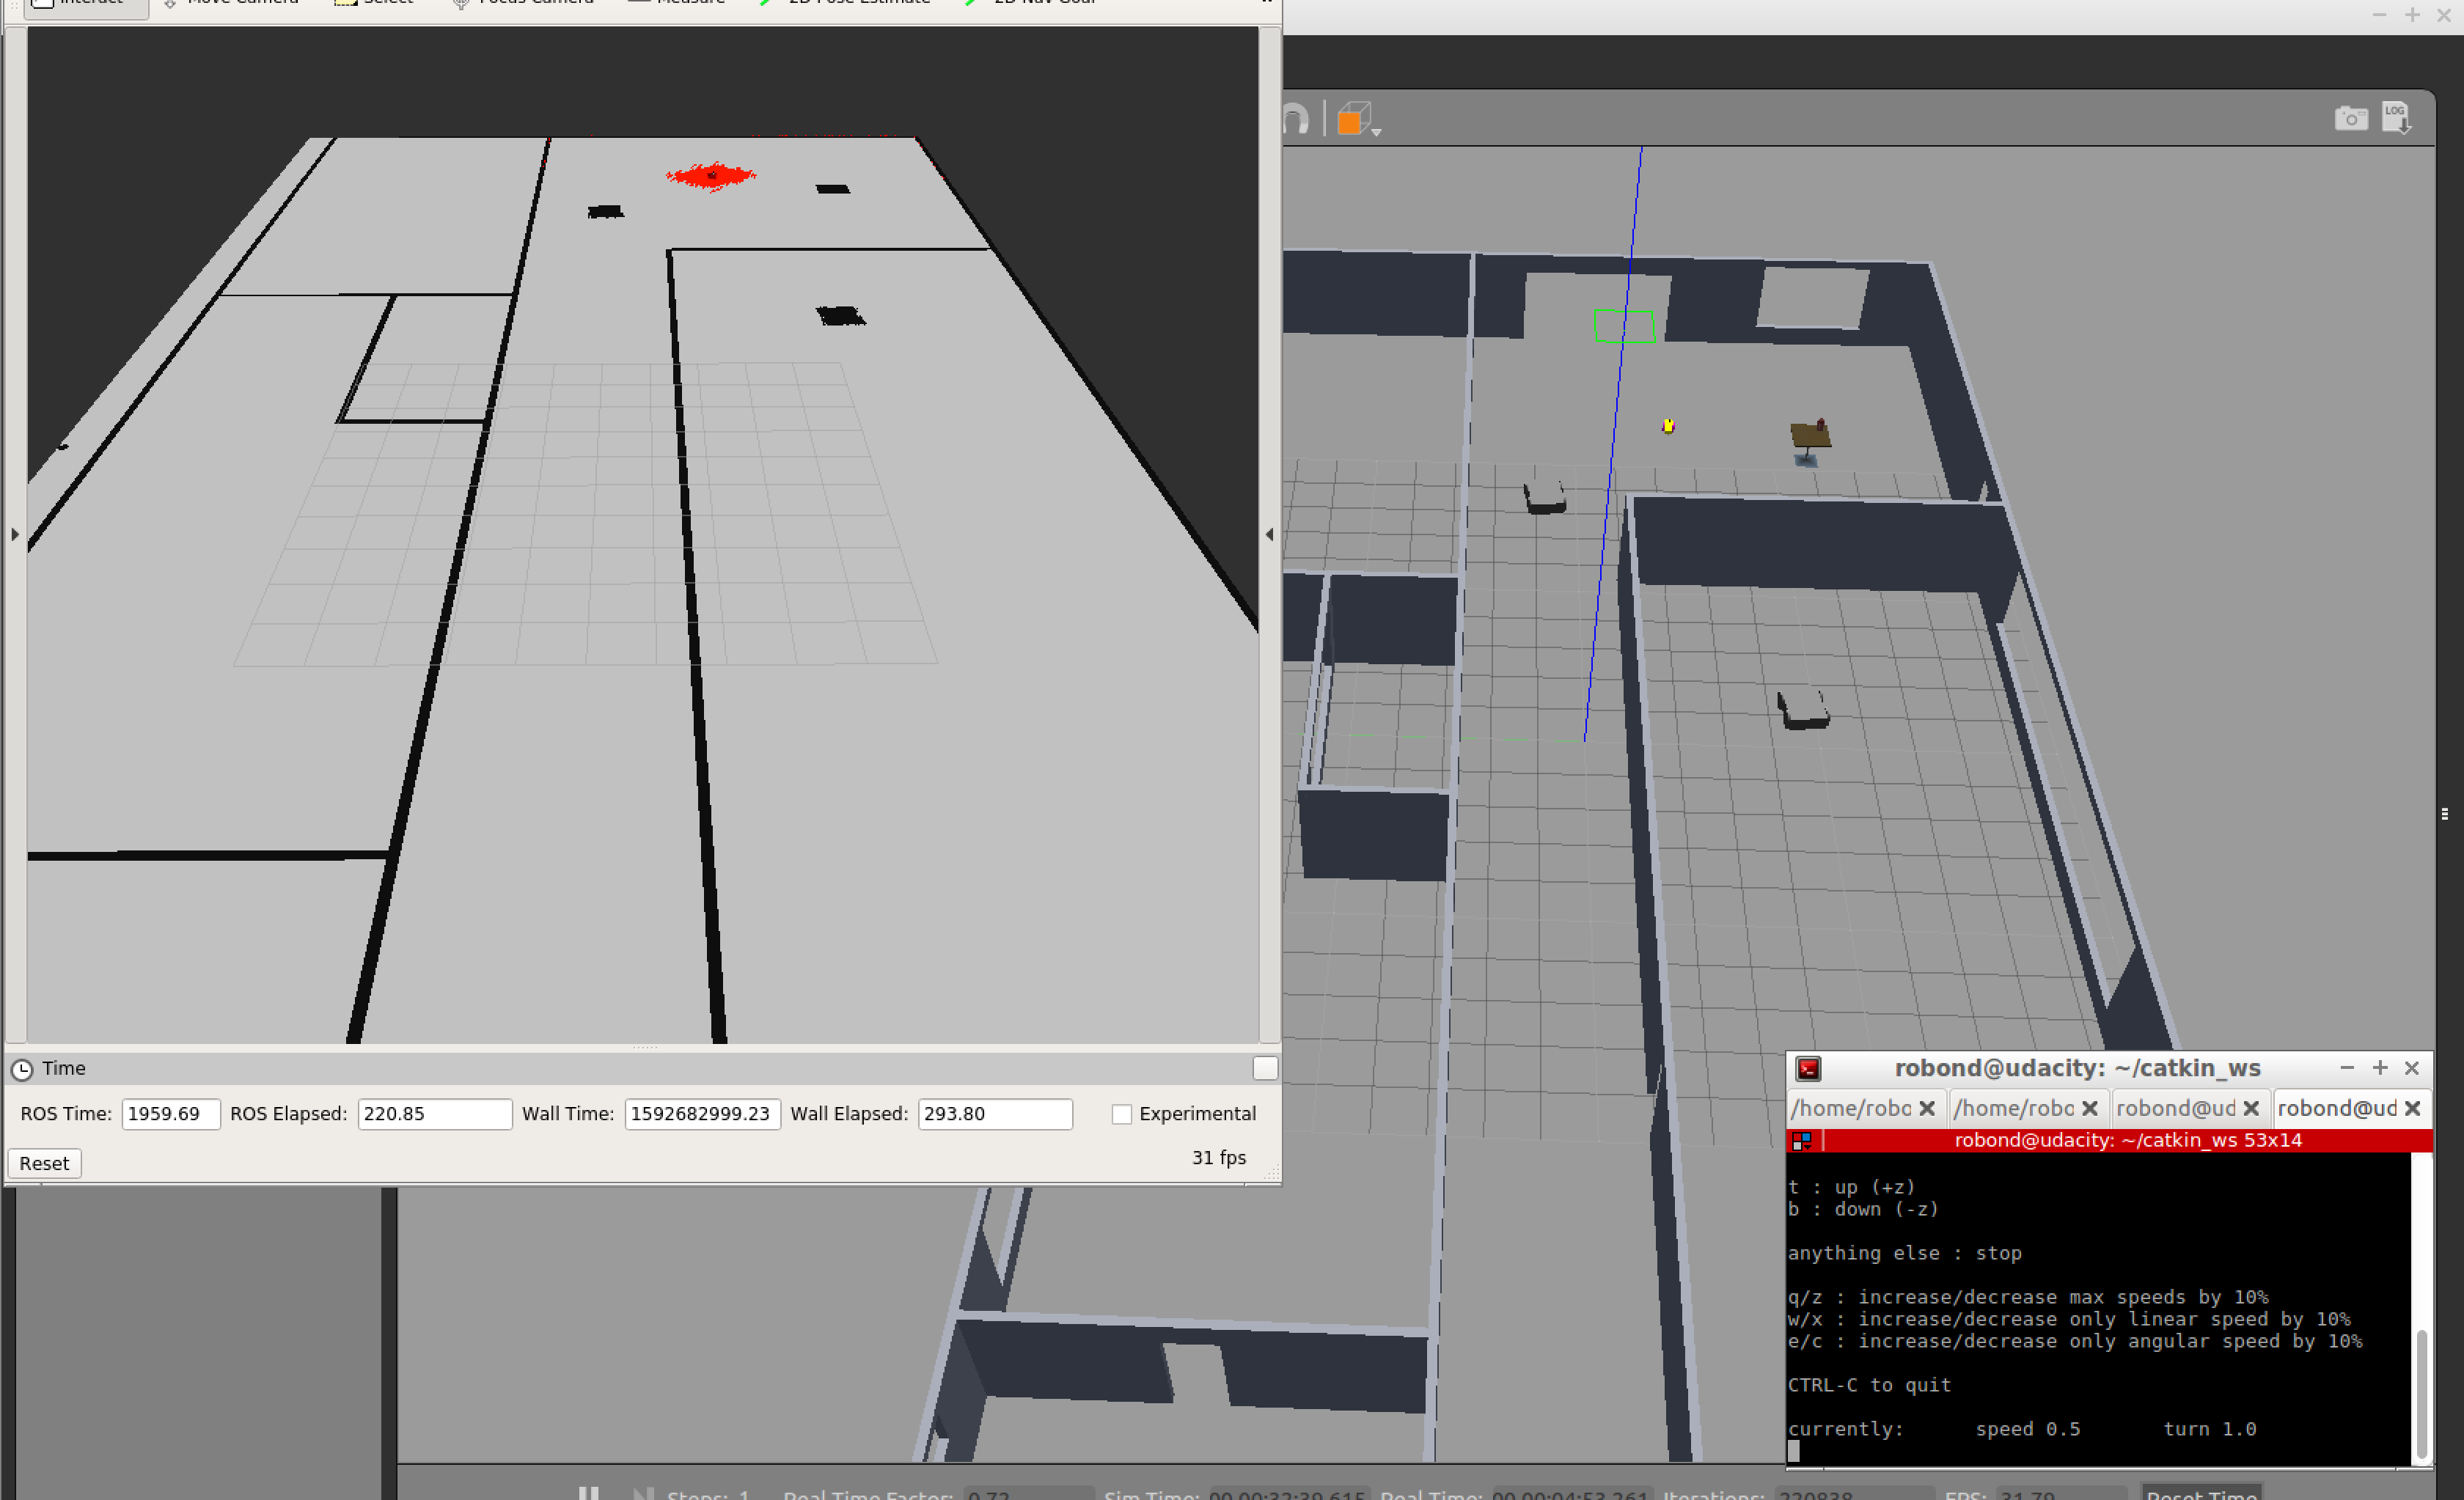 Interact Move Camera Select Focus Camera Measure 2D Pose Estimate 2D Nav Goal
LOG
Time
ROS Time: 1959.69 ROS Elapsed: 220.85 Wall Time: 1592682999.23 Wall Elapsed: 293.80 Experimental
Reset 31 fps
robond@udacity: ~/catkin_ws
/home/robo /home/robo robond@ud robond@ud
robond@udacity: ~/catkin_ws 53x14
t : up (+z)
b : down (-z)
anything else : stop
q/z : increase/decrease max speeds by 10%
w/x : increase/decrease only linear speed by 10%
e/c : increase/decrease only angular speed by 10%
CTRL-C to quit
currently: speed 0.5 turn 1.0
Steps: 1 Real Time Factor: 0.72 Sim Time: 00 00:32:39.615 Real Time: 00 00:04:53.261 Iterations: 220838 FPS: 31.79 Reset Time